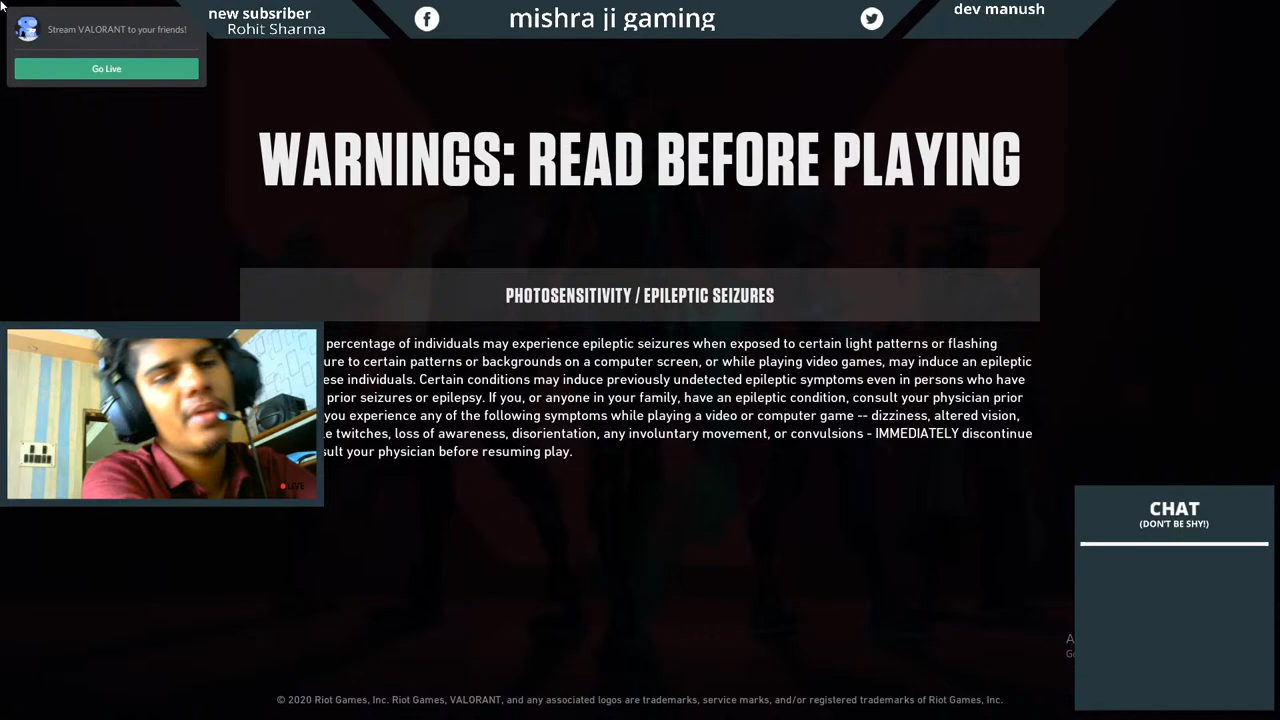 Stream VALORANT to your friends!
Go Live
new subsriber
Rohit Sharma
mishra ji gaming
dev manush
WARNINGS: READ BEFORE PLAYING
PHOTOSENSITIVITY / EPILEPTIC SEIZURES
percentage of individuals may experience epileptic seizures when exposed to certain light patterns or flashing
to certain patterns or backgrounds on a computer screen, or while playing video games, may induce an epileptic
individuals. Certain conditions may induce previously undetected epileptic symptoms even in persons who have
prior seizures or epilepsy. If you, or anyone in your family, have an epileptic condition, consult your physician prior
you experience any of the following symptoms while playing a video or computer game -- dizziness, altered vision,
twitches, loss of awareness, disorientation, any involuntary movement, or convulsions - IMMEDIATELY discontinue
your physician before resuming play.
LIVE
CHAT
(DON'T BE SHY!)
© 2020 Riot Games, Inc. Riot Games, VALORANT, and any associated logos are trademarks, service marks, and/or registered trademarks of Riot Games, Inc.